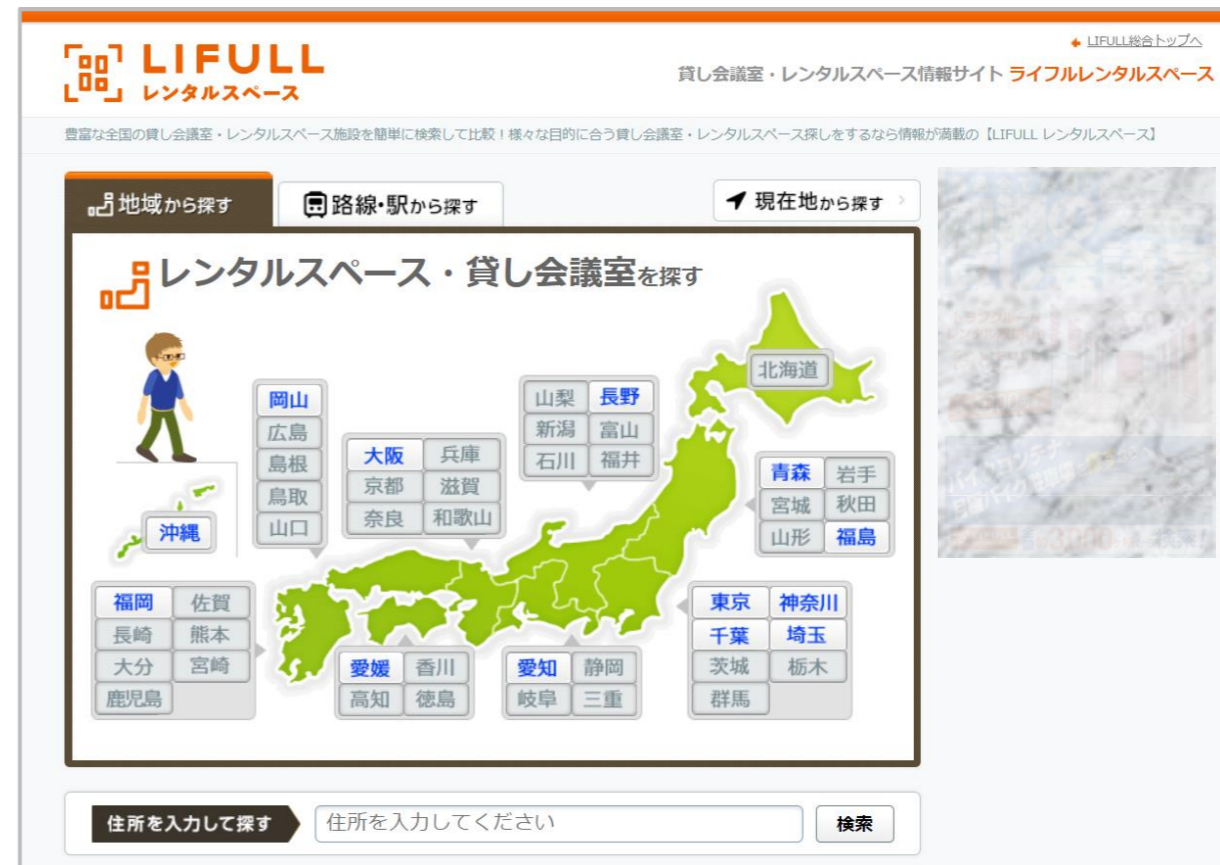 LIFULL
レンタルスペース
LIFULL総合トップへ
貸し会議室・レンタルスペース情報サイト ライフルレンタルスペース
豊富な全国の貸し会議室・レンタルスペース施設を簡単に検索して比較！様々な目的に合う貸し会議室・レンタルスペース探しをするなら情報が満載の【LIFULL レンタルスペース】
地域から探す
路線・駅から探す
現在地から探す
レンタルスペース・貸し会議室を探す
北海道
岡山
広島
島根
鳥取
山口
大阪 兵庫
京都 滋賀
奈良 和歌山
山梨 長野
新潟 富山
石川 福井
青森 岩手
宮城 秋田
山形 福島
沖縄
福岡 佐賀
長崎 熊本
大分 宮崎
鹿児島
愛媛 香川
高知 徳島
愛知 静岡
岐阜 三重
東京 神奈川
千葉 埼玉
茨城 栃木
群馬
住所を入力して探す
住所を入力してください
検索